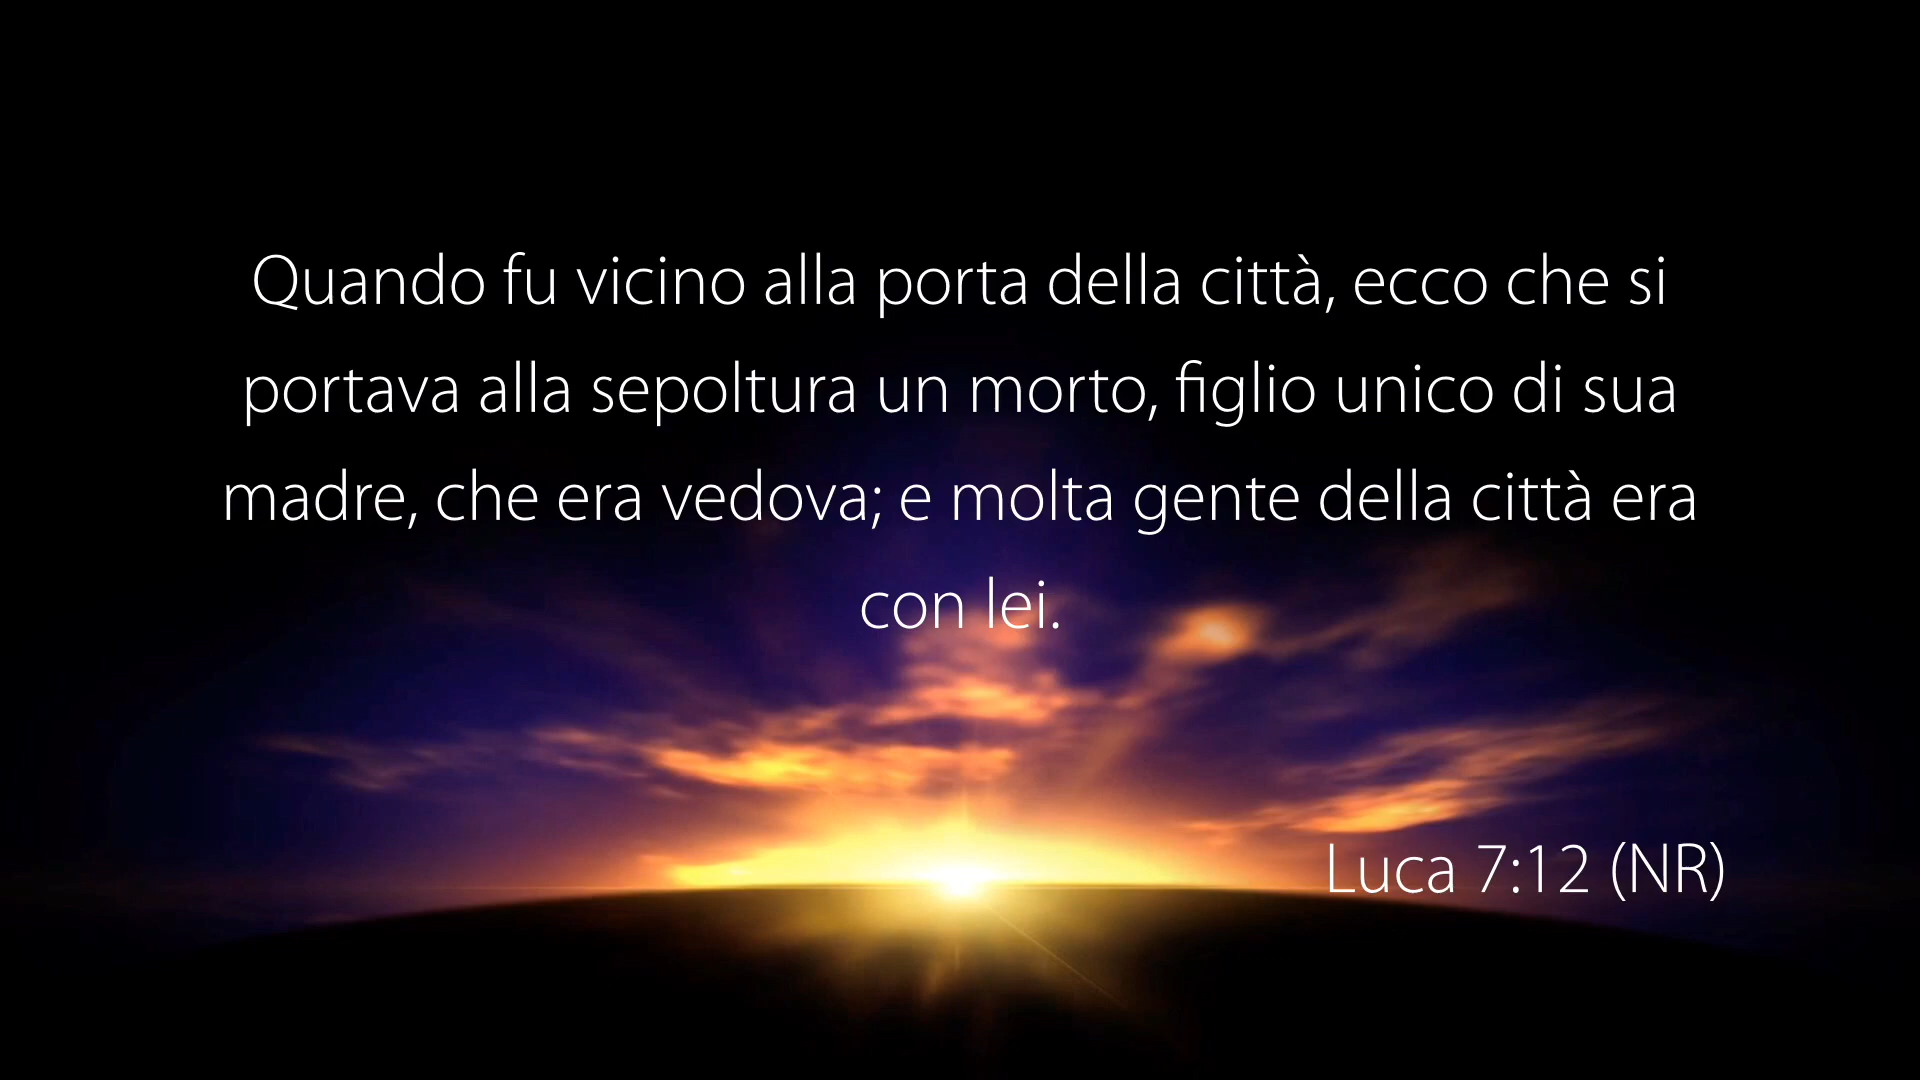 Quando fu vicino alla porta della città, ecco che si
portava alla sepoltura un morto, figlio unico di sua
madre, che era vedova; e molta gente della città era
con lei.
Luca 7:12 (NR)